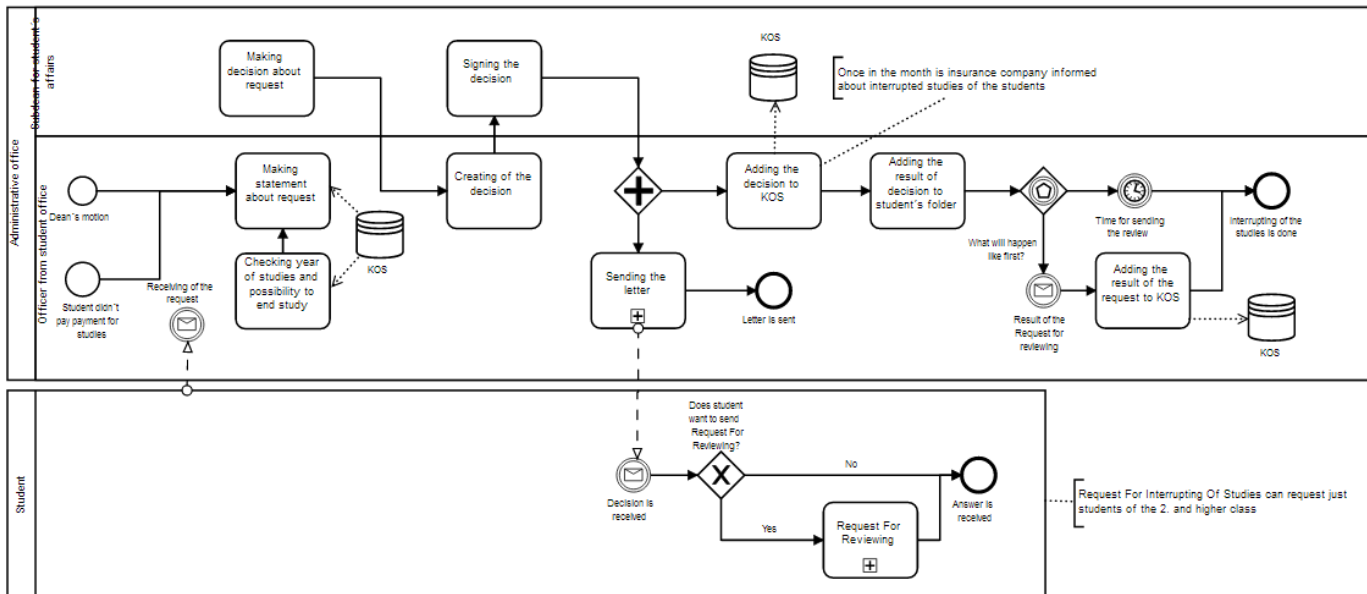 Administrative office
Subdean for student´s
affairs
Making
decision about
request
Signing the
decision
KOS
Once in the month is insurance company informed
about interrupted studies of the students
Officer from student office
Dean´s motion
Student didn´t
pay payment for
studies
Receiving of the
request
Making
statement
about request
Checking year
of studies and
possibility to
end study
KOS
Creating of the
decision
Sending the
letter
Letter is sent
Adding the
decision to
KOS
Adding the
result of
decision to
student´s folder
What will happen
like first?
Time for sending
the review
Interrupting of the
studies is done
Result of the
Request for
reviewing
Adding the
result of the
request to KOS
KOS
Student
Decision is
received
Does student
want to send
Request For
Reviewing?
No
Yes
Request For
Reviewing
Answer is
received
Request For Interrupting Of Studies can request just
students of the 2. and higher class